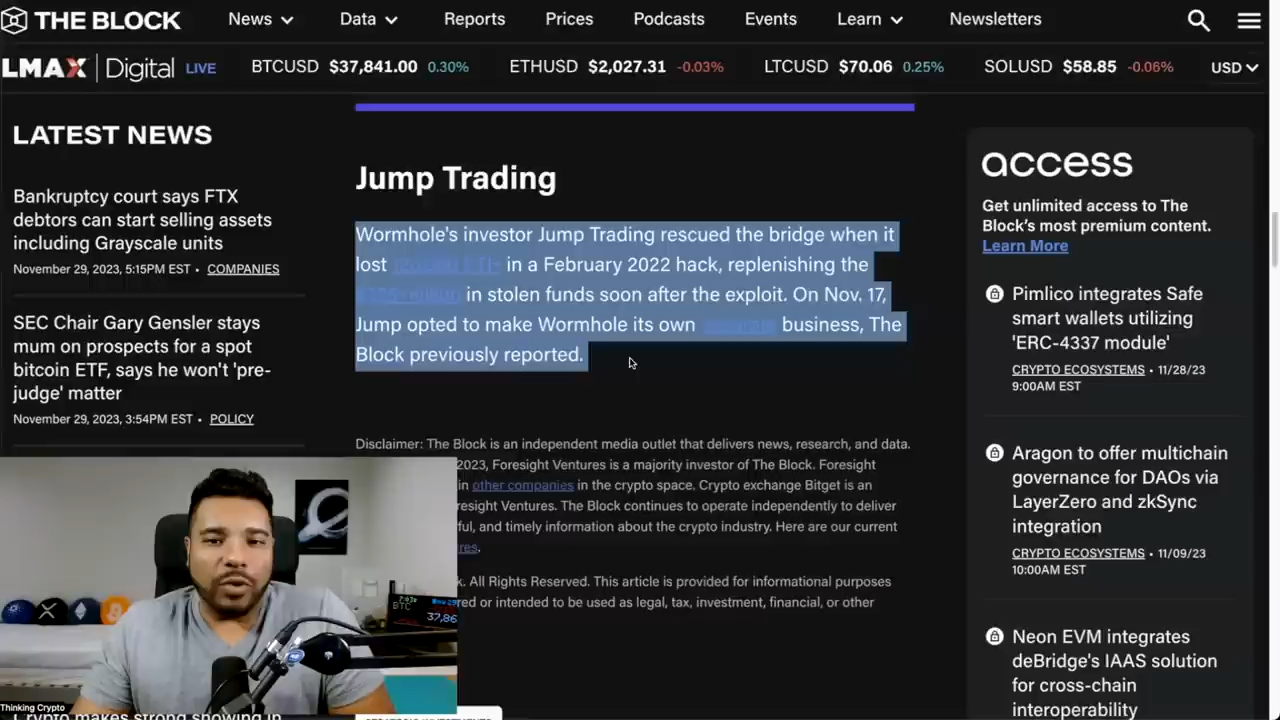 THE BLOCK
News
Data
Reports
Prices
Podcasts
Events
Learn
Newsletters
LMAX Digital LIVE
BTCUSD $37,841.00 0.30%
ETHUSD $2,027.31 -0.03%
LTCUSD $70.06 0.25%
SOLUSD $58.85 -0.06%
USD
LATEST NEWS
Bankruptcy court says FTX
debtors can start selling assets
including Grayscale units
November 29, 2023, 5:15PM EST • COMPANIES
SEC Chair Gary Gensler stays
mum on prospects for a spot
bitcoin ETF, says he won't 'pre-
judge' matter
November 29, 2023, 3:54PM EST • POLICY
Jump Trading
Wormhole's investor Jump Trading rescued the bridge when it
lost in a February 2022 hack, replenishing the
in stolen funds soon after the exploit. On Nov. 17,
Jump opted to make Wormhole its own business, The
Block previously reported.
Disclaimer: The Block is an independent media outlet that delivers news, research, and data.
2023, Foresight Ventures is a majority investor of The Block. Foresight
in other companies in the crypto space. Crypto exchange Bitget is an
resight Ventures. The Block continues to operate independently to deliver
ful, and timely information about the crypto industry. Here are our current
res.
k. All Rights Reserved. This article is provided for informational purposes
red or intended to be used as legal, tax, investment, financial, or other
access
Get unlimited access to The
Block's most premium content.
Learn More
Pimlico integrates Safe
smart wallets utilizing
'ERC-4337 module'
CRYPTO ECOSYSTEMS • 11/28/23
9:00AM EST
Aragon to offer multichain
governance for DAOs via
LayerZero and zkSync
integration
CRYPTO ECOSYSTEMS • 11/09/23
10:00AM EST
Neon EVM integrates
deBridge's IAAS solution
for cross-chain
interoperability
BTC
37,86
Thinking Crypto
Crypto makes strong showing in